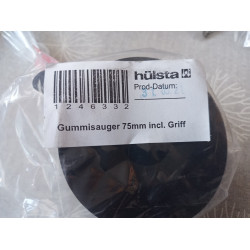 hülsta
Prod-Datum:
1246332
Gummisauger 75mm incl. Griff